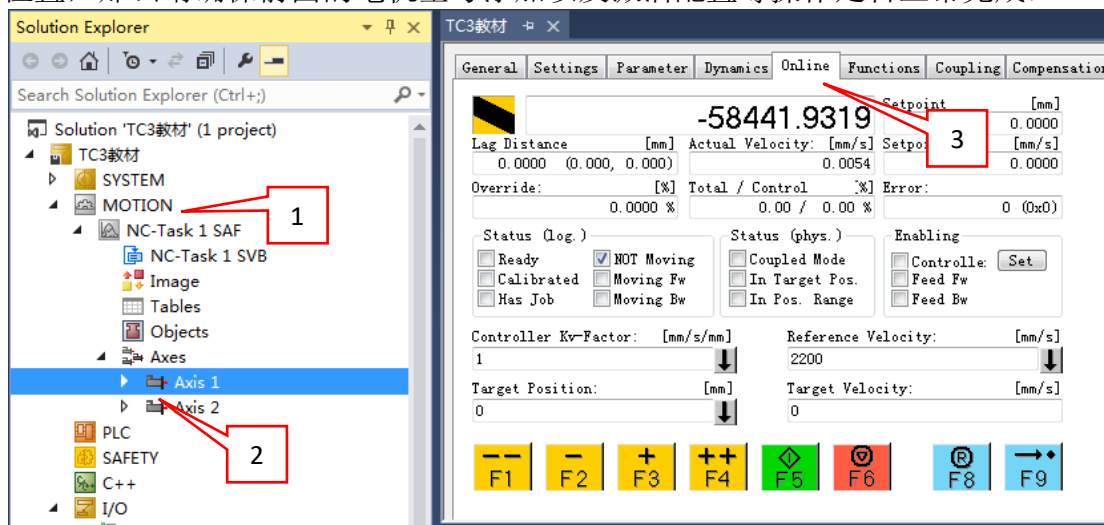 Solution Explorer
Search Solution Explorer (Ctrl+;)
Solution 'TC3教材' (1 project)
TC3教材
SYSTEM
MOTION
1
NC-Task 1 SAF
NC-Task 1 SVB
Image
Tables
Objects
Axes
Axis 1
Axis 2
2
PLC
SAFETY
C++
I/O
TC3教材
General Settings Parameter Dynamics Online Functions Coupling Compensation
3
-58441.9319
Setpoint [mm]
0.0000
Lag Distance [mm] Actual Velocity: [mm/s] Setpo [mm/s]
0.0000 (0.000, 0.000) 0.0054 0.0000
Override: [%] Total / Control [%] Error:
0.0000 % 0.00 / 0.00 % 0 (0x0)
Status (log.) Status (phys.) Enabling
Ready NOT Moving Coupled Mode Controlle: Set
Calibrated Moving Fw In Target Pos. Feed Fw
Has Job Moving Bw In Pos. Range Feed Bw
Controller Kv-Factor: [mm/s/mm] Reference Velocity: [mm/s]
1 2200
Target Position: [mm] Target Velocity: [mm/s]
0 0
-- - + ++
F1 F2 F3 F4 F5 F6 F8 F9